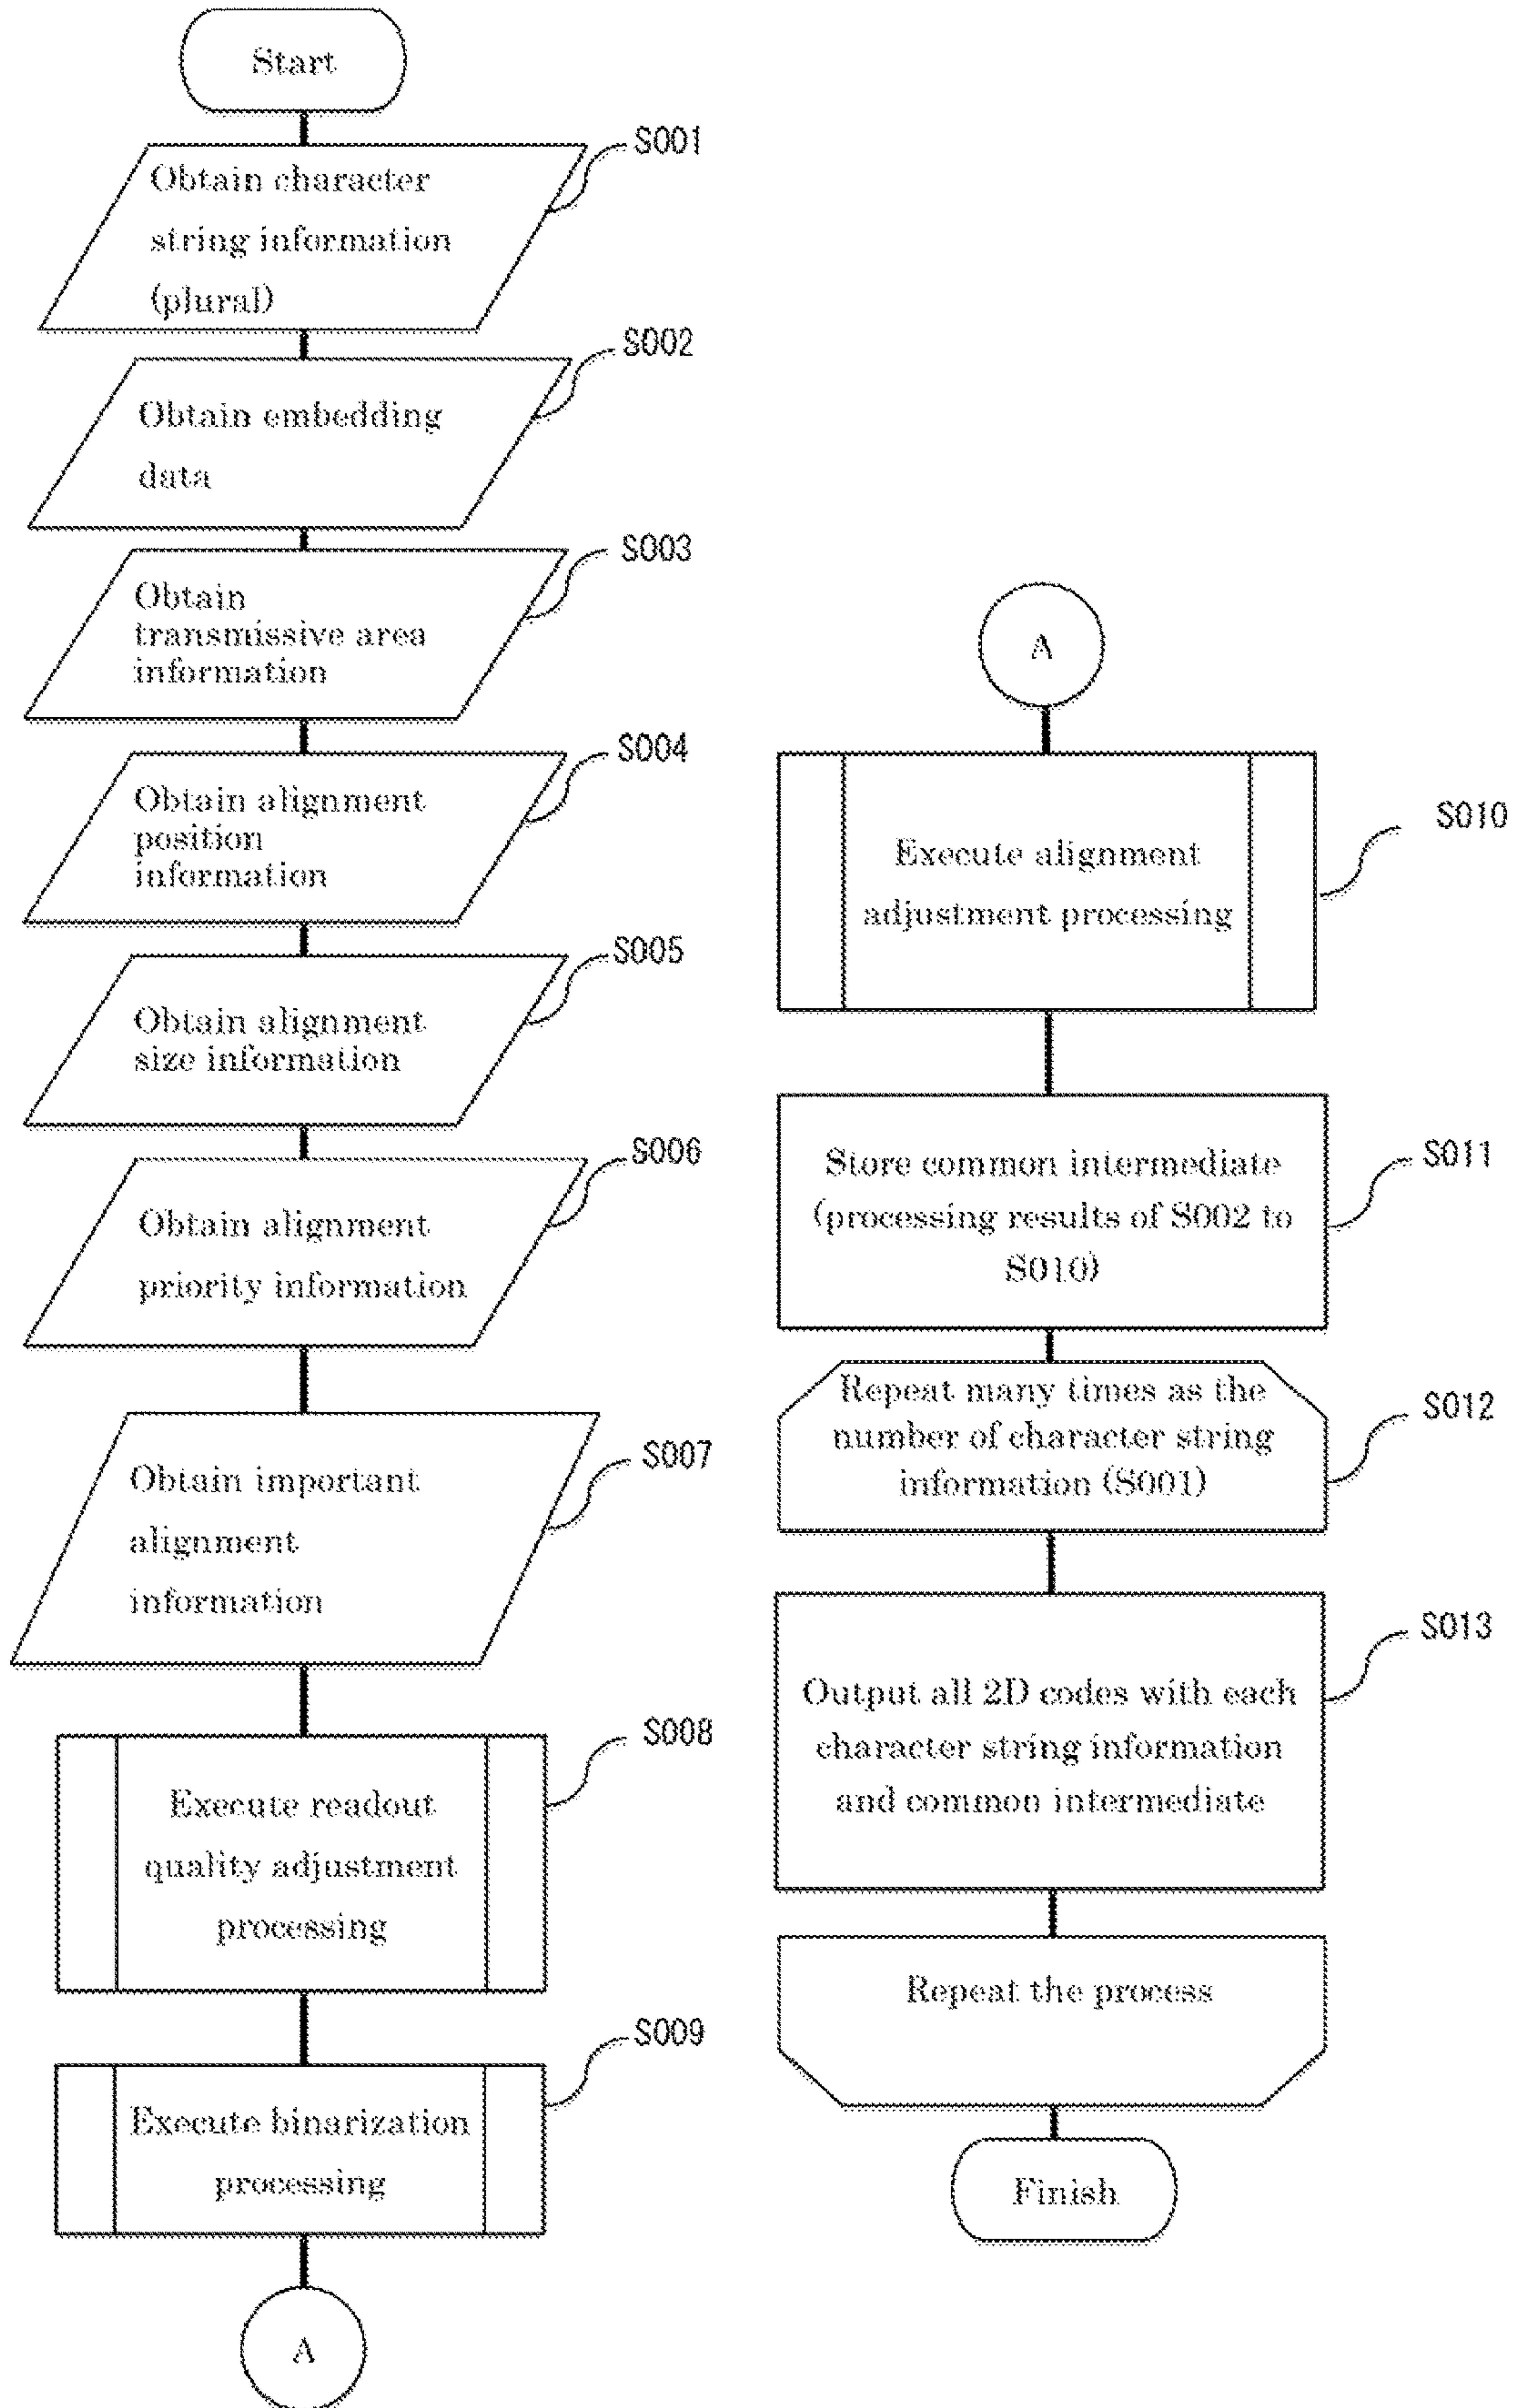 Start
S001
Obtain character
string information
(plural)
S002
Obtain embedding
data
S003
Obtain
transmissive area
information
S004
Obtain alignment
position
information
S005
Obtain alignment
size information
S006
Obtain alignment
priority information
S007
Obtain important
alignment
information
S008
Execute readout
quality adjustment
processing
S009
Execute binarization
processing
A
A
S010
Execute alignment
adjustment processing
S011
Store common intermediate
(processing results of S002 to
S010)
S012
Repeat many times as the
number of character string
information (S001)
S013
Output all 2D codes with each
character string information
and common intermediate
Repeat the process
Finish